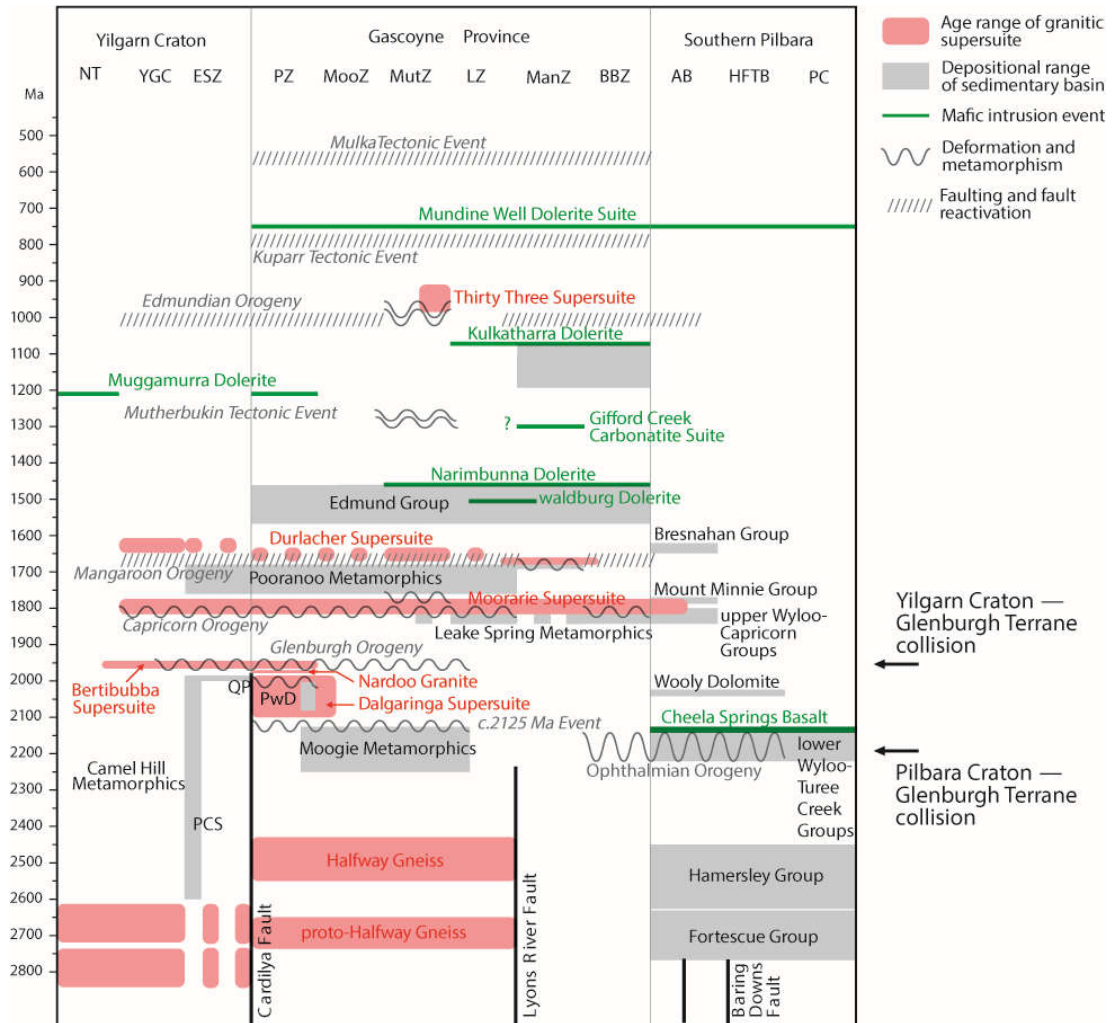 Yilgarn Craton
Gascoyne Province
Southern Pilbara
NT YGC ESZ PZ MooZ MutZ LZ ManZ BBZ AB HFTB PC
Ma
500
600
700
800
900
1000
1100
1200
1300
1400
1500
1600
1700
1800
1900
2000
2100
2200
2300
2400
2500
2600
2700
2800
MulkaTectonic Event
Mundine Well Dolerite Suite
Kuparr Tectonic Event
Edmundian Orogeny
Thirty Three Supersuite
Kulkatharra Dolerite
Muggamurra Dolerite
Mutherbukin Tectonic Event
?
Gifford Creek
Carbonatite Suite
Narimbunna Dolerite
Edmund Group
waldburg Dolerite
Durlacher Supersuite
Bresnahan Group
Mangaroon Orogeny
Pooranoo Metamorphics
Mount Minnie Group
Moorarie Supersuite
Capricorn Orogeny
Leake Spring Metamorphics
upper Wyloo-
Capricorn
Groups
Glenburgh Orogeny
Bertibubba
Supersuite
QP
Nardoo Granite
PwD
Dalgaringa Supersuite
Wooly Dolomite
c.2125 Ma Event
Cheela Springs Basalt
Moogie Metamorphics
Ophthalmian Orogeny
lower
Wyloo-
Turee
Creek
Groups
Camel Hill
Metamorphics
PCS
Halfway Gneiss
Hamersley Group
proto-Halfway Gneiss
Fortescue Group
Cardilya Fault
Lyons River Fault
Baring
Downs
Fault
Age range of granitic
supersuite
Depositional range
of sedimentary basin
Mafic intrusion event
Deformation and
metamorphism
Faulting and fault
reactivation
Yilgarn Craton —
Glenburgh Terrane
collision
Pilbara Craton —
Glenburgh Terrane
collision